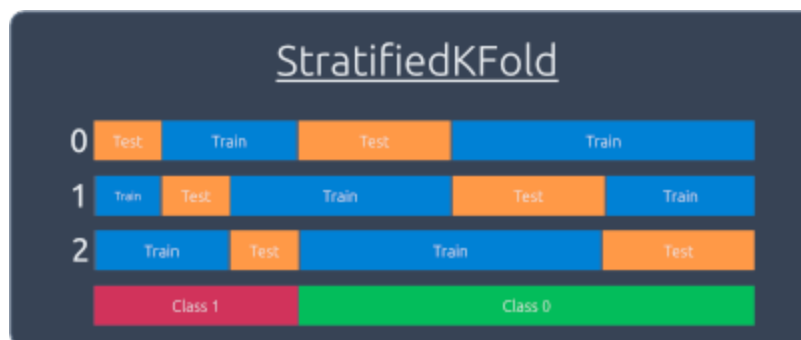 StratifiedKFold
0 Test Train Test Train
1 Train Test Train Test Train
2 Train Test Train Test
Class 1 Class 0